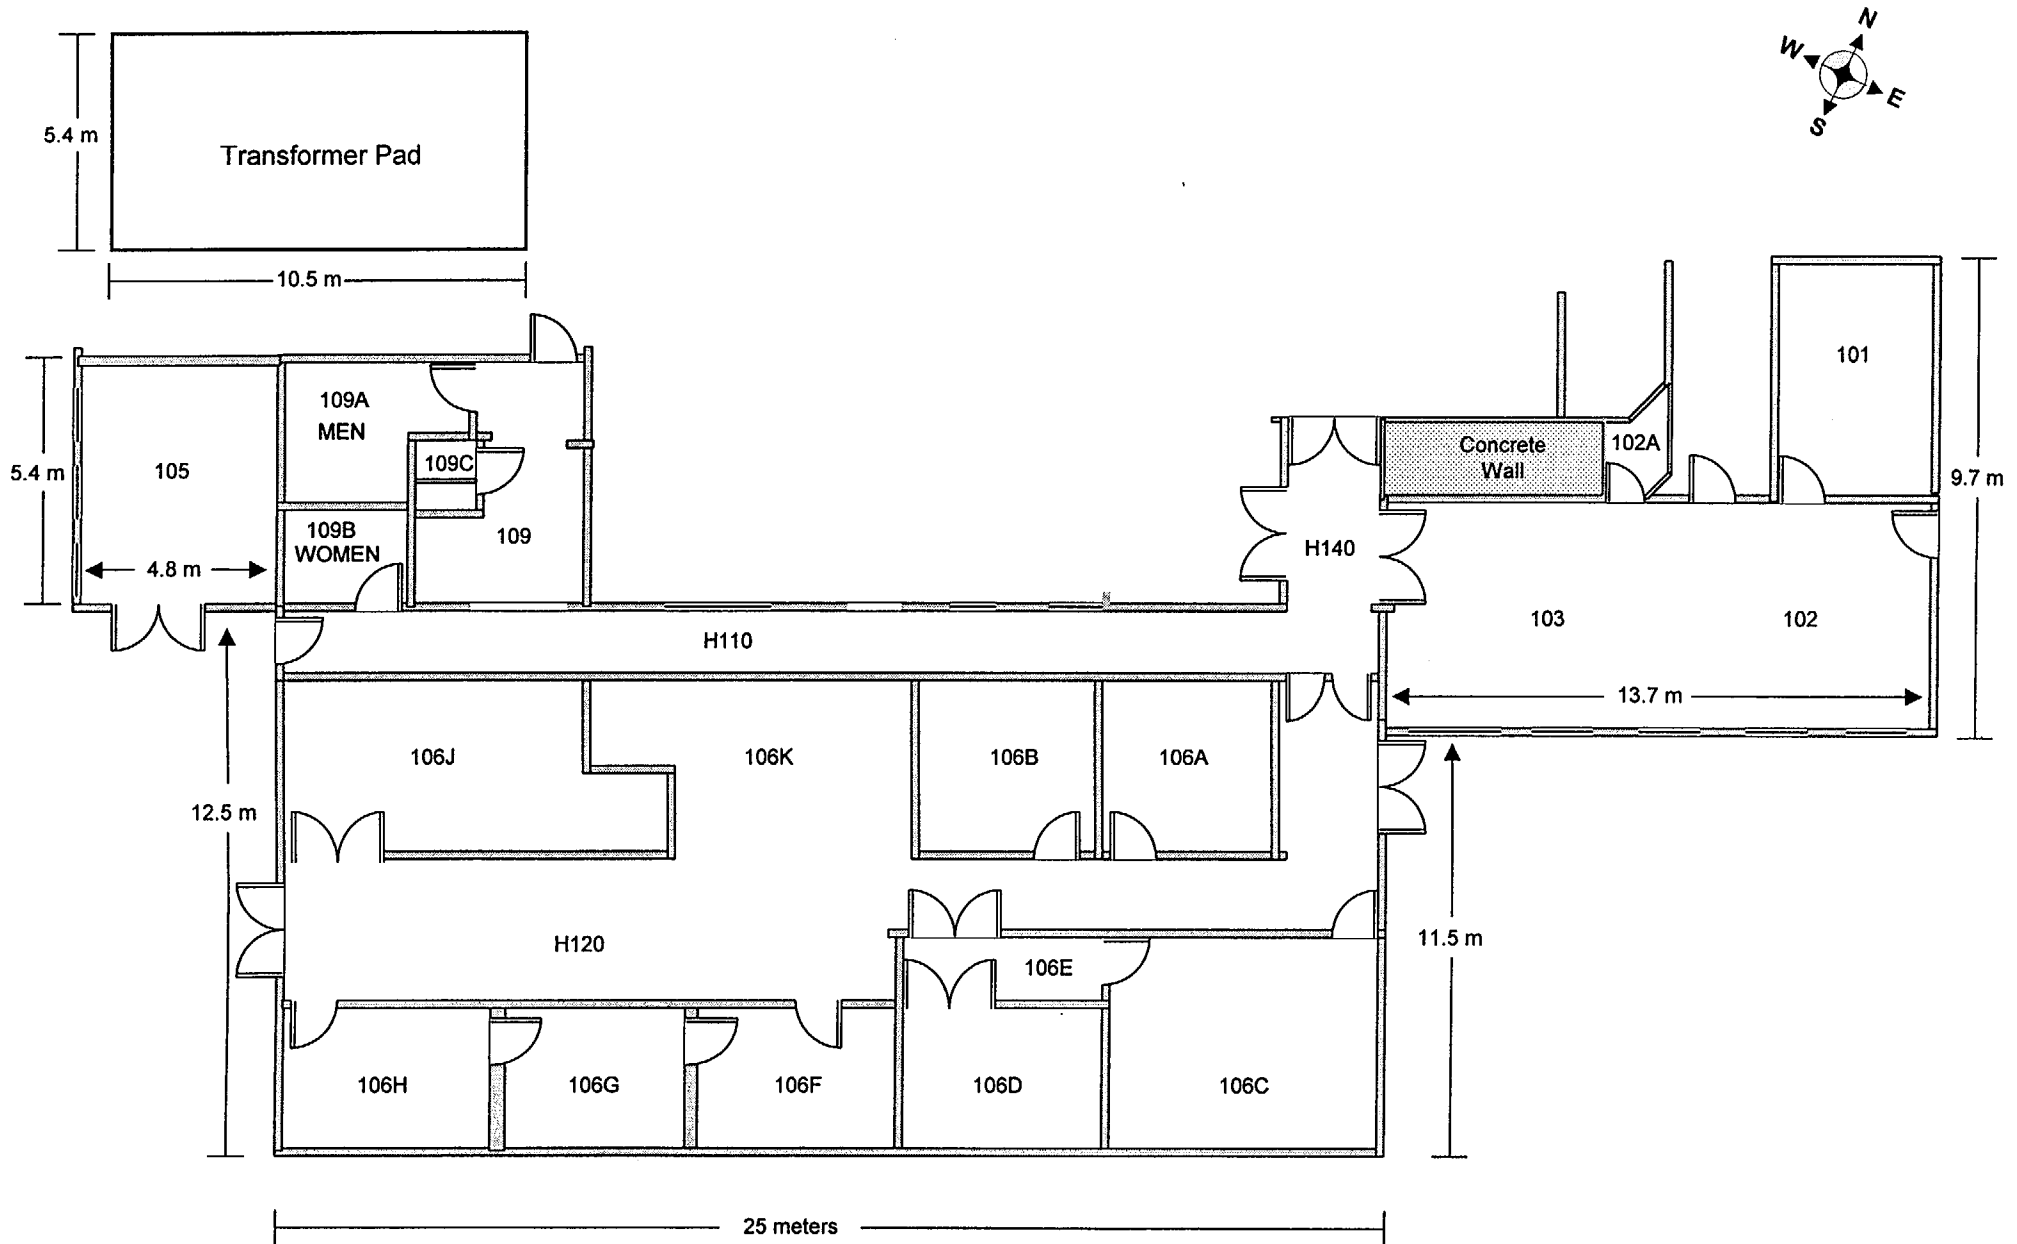 N
W
E
S
5.4 m
Transformer Pad
10.5 m
101
109A
MEN
Concrete
Wall
102A
109C
105
5.4 m
9.7 m
109B
WOMEN
109
H140
4.8 m
103
102
H110
13.7 m
106J
106K
106B
106A
12.5 m
H120
11.5 m
106E
106H
106G
106F
106D
106C
25 meters